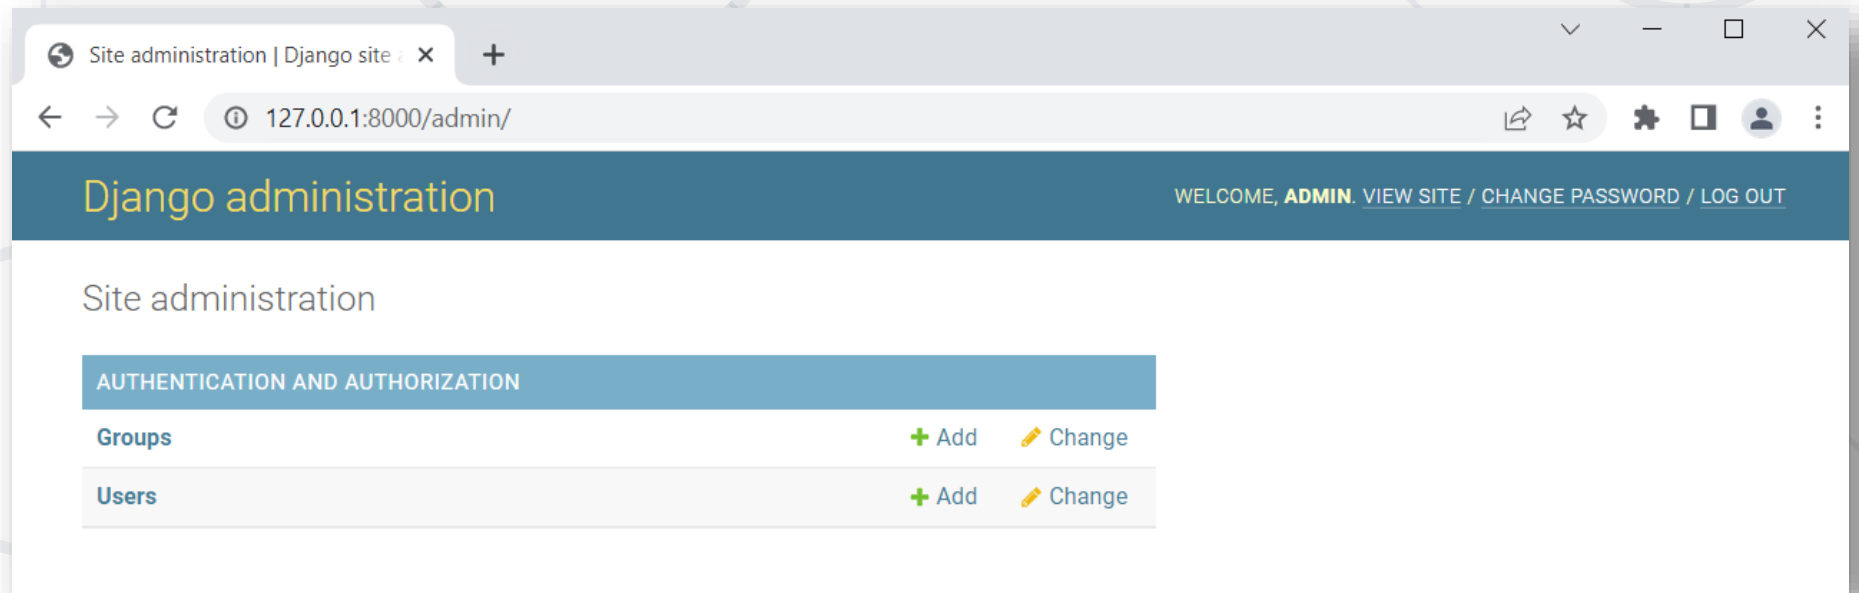 Site administration | Django site
127.0.0.1:8000/admin/
Django administration
WELCOME, ADMIN. VIEW SITE / CHANGE PASSWORD / LOG OUT
Site administration
AUTHENTICATION AND AUTHORIZATION
Groups Add Change
Users Add Change